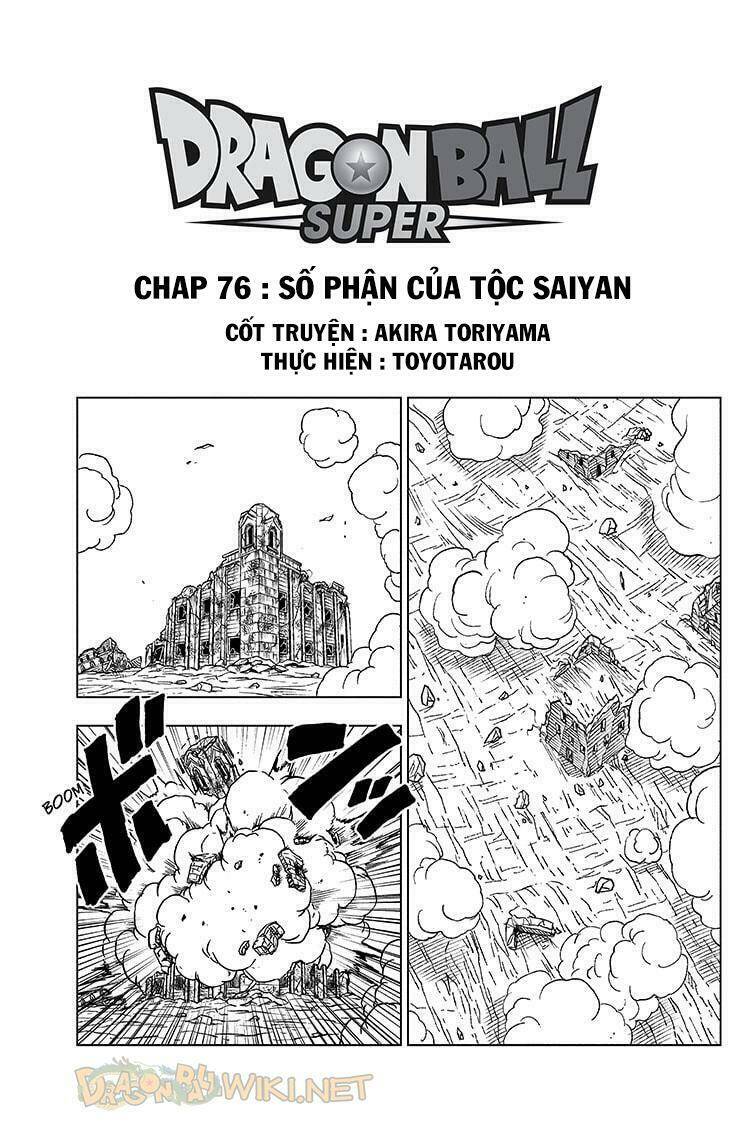 DRAGON BALL
SUPER
CHAP 76 : SỐ PHẬN CỦA TỘC SAIYAN
CỐT TRUYỆN : AKIRA TORIYAMA
THỰC HIỆN : TOYOTAROU
BOOM
ボンッ
DRAGONBALLWIKI.NET